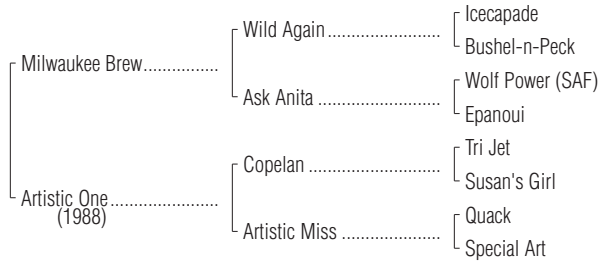 Icecapade
Wild Again
Bushel-n-Peck
Milwaukee Brew
Wolf Power (SAF)
Ask Anita
Epanoui
Tri Jet
Copelan
Susan's Girl
Artistic One
(1988)
Quack
Artistic Miss
Special Art